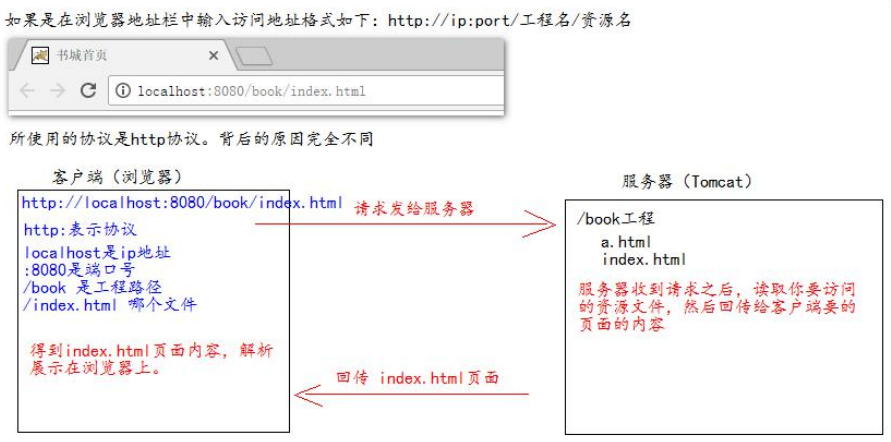 如果是在浏览器地址栏中输入访问地址格式如下: http://ip:port/工程名/资源名
书城首页
localhost:8080/book/index.html
所使用的协议是http协议。背后的原因完全不同
客户端（浏览器）
服务器（Tomcat）
http://localhost:8080/book/index.html
http:表示协议
localhost是ip地址
:8080是端口号
/book 是工程路径
/index.html 哪个文件
得到index.html页面内容, 解析
展示在浏览器上。
请求发给服务器
回传 index.html页面
/book工程
a.html
index.html
服务器收到请求之后, 读取你要访问
的资源文件, 然后回传给客户端要的
页面的内容